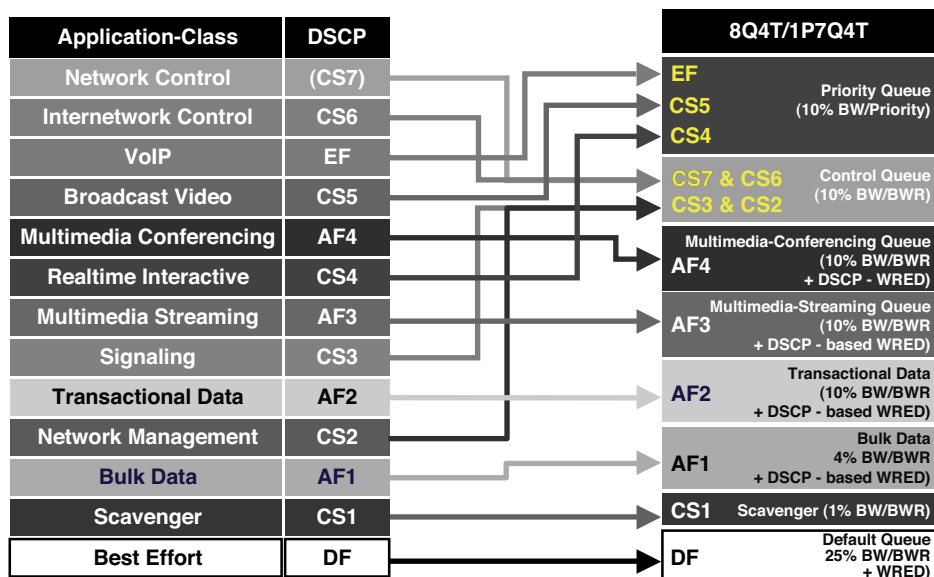 Application-Class DSCP
Network Control (CS7)
Internetwork Control CS6
VoIP EF
Broadcast Video CS5
Multimedia Conferencing AF4
Realtime Interactive CS4
Multimedia Streaming AF3
Signaling CS3
Transactional Data AF2
Network Management CS2
Bulk Data AF1
Scavenger CS1
Best Effort DF
8Q4T/1P7Q4T
EF
CS5
CS4
Priority Queue
(10% BW/Priority)
CS7 & CS6
CS3 & CS2
Control Queue
(10% BW/BWR)
Multimedia-Conferencing Queue
AF4
(10% BW/BWR
+ DSCP - WRED)
Multimedia-Streaming Queue
AF3
(10% BW/BWR
+ DSCP - based WRED)
Transactional Data
AF2
(10% BW/BWR
+ DSCP - based WRED)
Bulk Data
AF1
4% BW/BWR
+ DSCP - based WRED)
CS1 Scavenger (1% BW/BWR)
Default Queue
DF
25% BW/BWR
+ WRED)